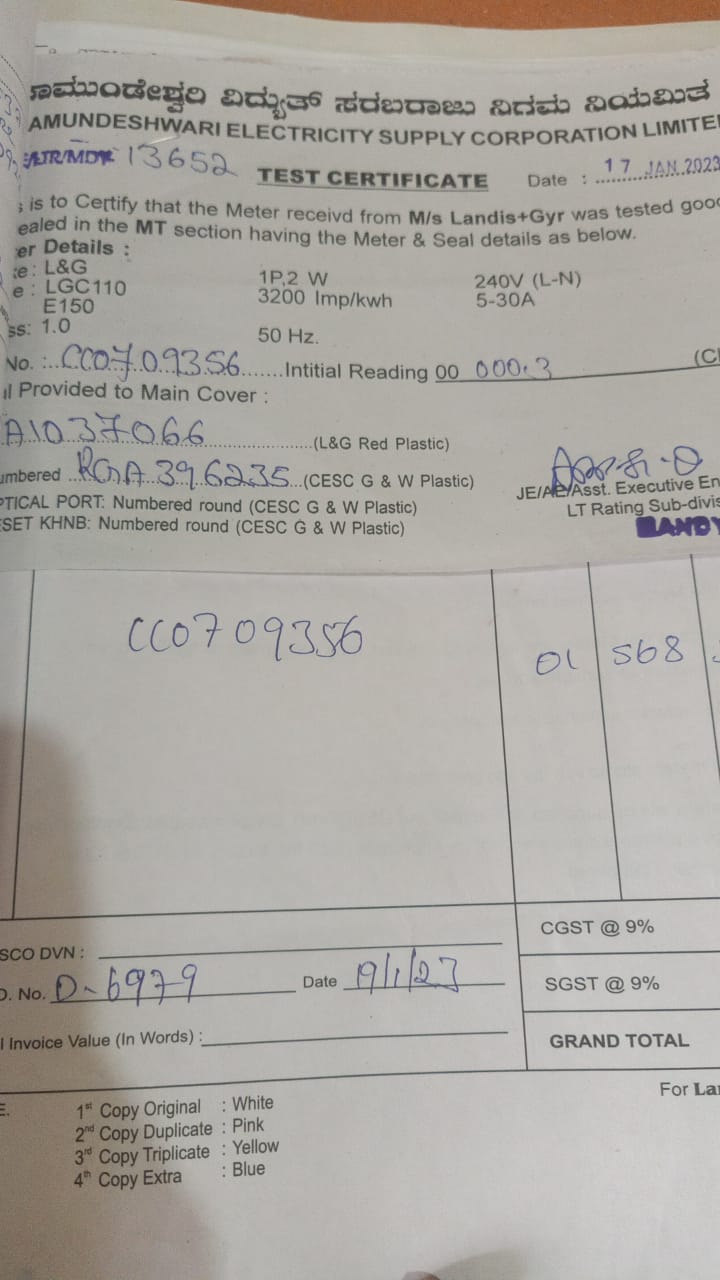 ಚಾಮುಂಡೇಶ್ವರಿ ವಿದ್ಯುತ್ ಸರಬರಾಜು ನಿಗಮ ನಿಯಮಿತ
AMUNDESHWARI ELECTRICITY SUPPLY CORPORATION LIMITE
LTR/MDY 13652 TEST CERTIFICATE Date : 17 JAN 2023
s is to Certify that the Meter receivd from M/s Landis+Gyr was tested good
ealed in the MT section having the Meter & Seal details as below.
er Details :
ke : L&G 1P,2 W 240V (L-N)
e : LGC110 3200 Imp/kwh 5-30A
E150
ss: 1.0 50 Hz.
No. : CC0709356 Intitial Reading 00 000.3 (C
l Provided to Main Cover :
A1037066 (L&G Red Plastic)
umbered RGA396235 (CESC G & W Plastic)
PTICAL PORT: Numbered round (CESC G & W Plastic)
ESET KHNB: Numbered round (CESC G & W Plastic)
JE/AE/Asst. Executive En
LT Rating Sub-divis
MANDY
CC0709356 01 568
SCO DVN :
D. No. D-6979 Date 19/1/23
l Invoice Value (In Words) :
CGST @ 9%
SGST @ 9%
GRAND TOTAL
For Lan
E.
1st Copy Original : White
2nd Copy Duplicate : Pink
3rd Copy Triplicate : Yellow
4th Copy Extra : Blue